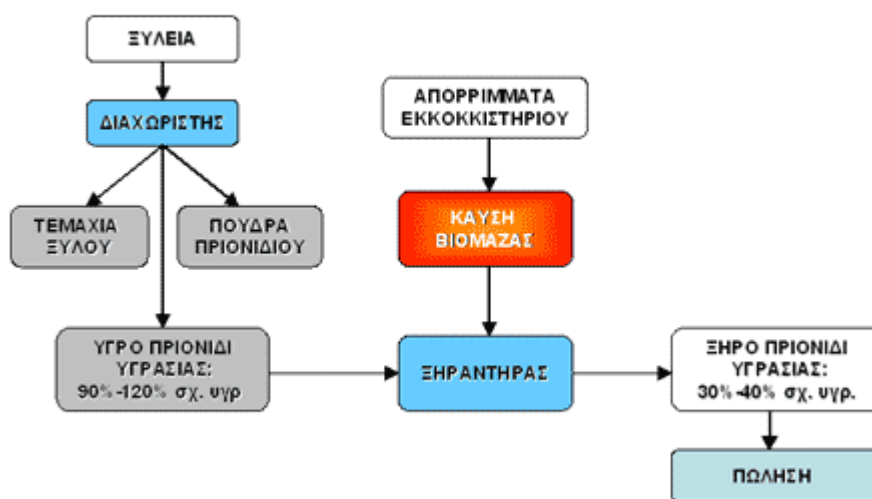 ΞΥΛΕΙΑ
ΔΙΑΧΩΡΙΣΤΗΣ
ΤΕΜΑΧΙΑ
ΞΥΛΟΥ
ΠΟΥΔΡΑ
ΠΡΙΟΝΙΔΙΟΥ
ΑΠΟΡΡΙΜΜΑΤΑ
ΕΚΚΟΚΚΙΣΤΗΡΙΟΥ
ΚΑΥΣΗ
ΒΙΟΜΑΖΑΣ
ΥΓΡΟ ΠΡΙΟΝΙΔΙ
ΥΓΡΑΣΙΑΣ:
90%-120% σχ. υγρ
ΞΗΡΑΝΤΗΡΑΣ
ΞΗΡΟ ΠΡΙΟΝΙΔΙ
ΥΓΡΑΣΙΑΣ:
30%-40% σχ. υγρ.
ΠΩΛΗΣΗ